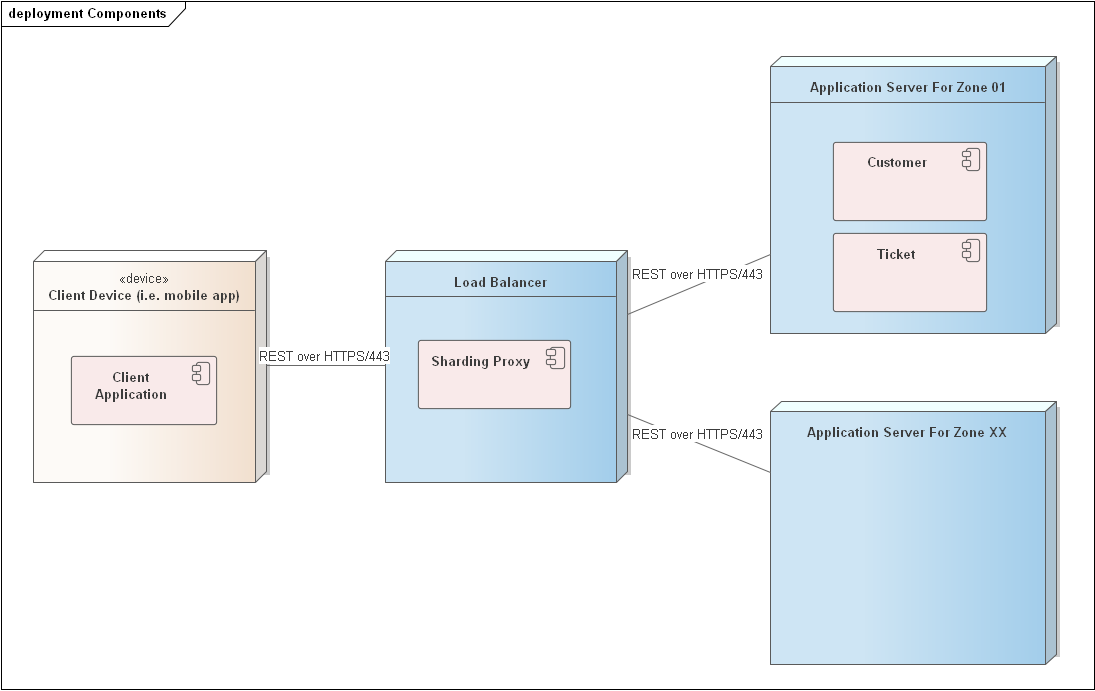 deployment Components
«device»
Client Device (i.e. mobile app)
Client
Application
REST over HTTPS/443
Load Balancer
Sharding Proxy
REST over HTTPS/443
REST over HTTPS/443
Application Server For Zone 01
Customer
Ticket
Application Server For Zone XX